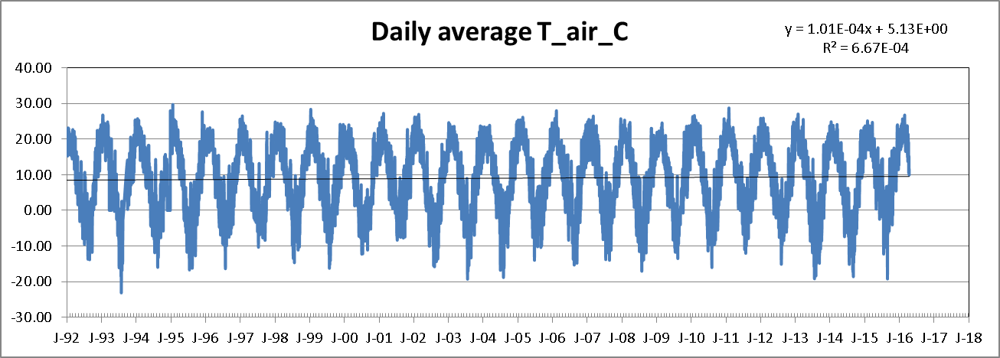 Daily average T_air_C
y = 1.01E-04x + 5.13E+00
R² = 6.67E-04
40.00
30.00
20.00
10.00
0.00
-10.00
-20.00
-30.00
J-92 J-93 J-94 J-95 J-96 J-97 J-98 J-99 J-00 J-01 J-02 J-03 J-04 J-05 J-06 J-07 J-08 J-09 J-10 J-11 J-12 J-13 J-14 J-15 J-16 J-17 J-18